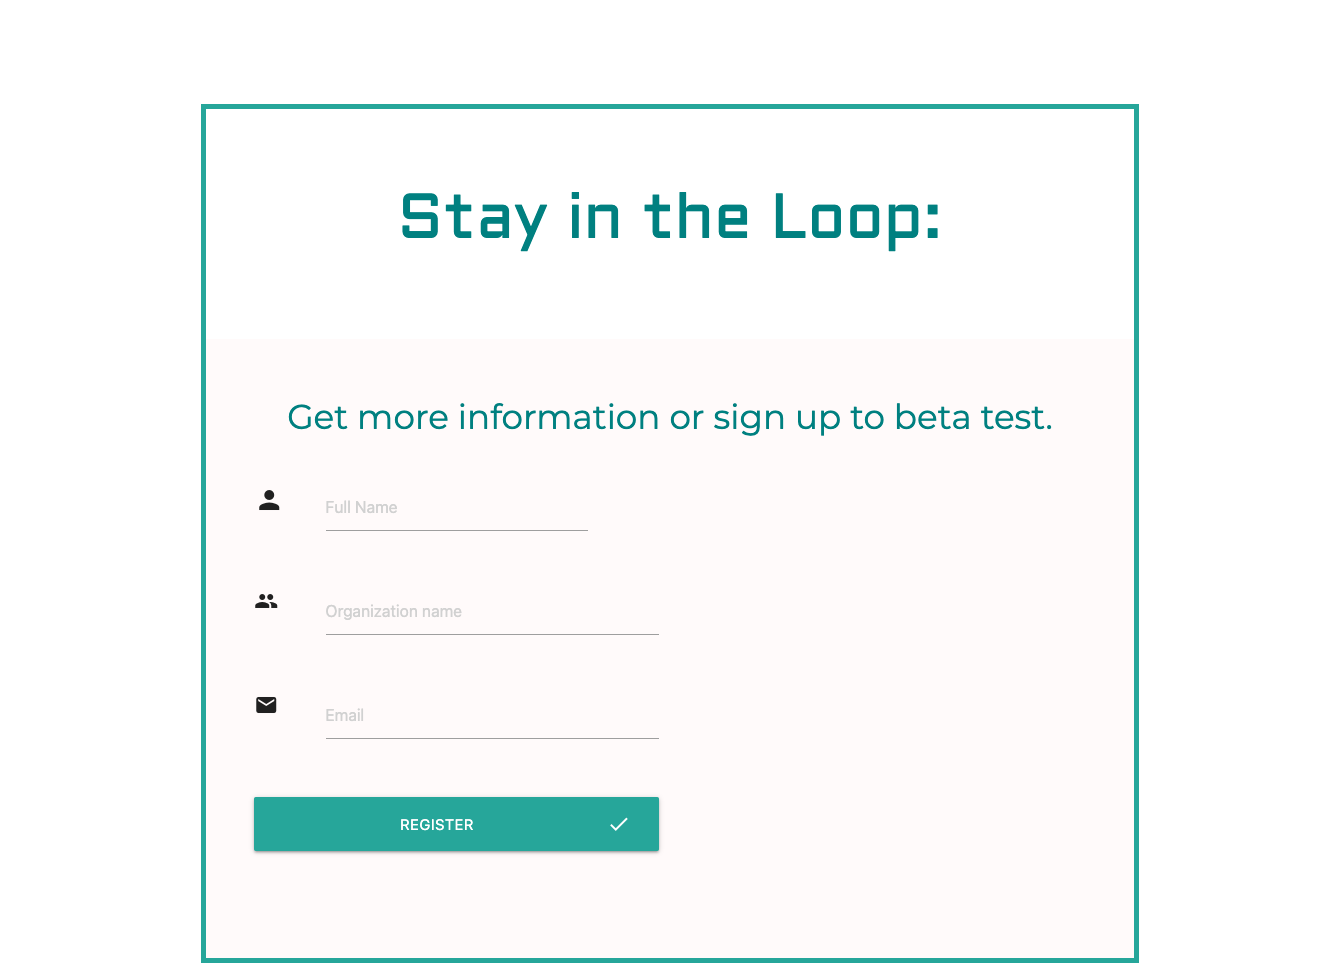 Stay in the Loop:
Get more information or sign up to beta test.
Full Name
Organization name
Email
REGISTER